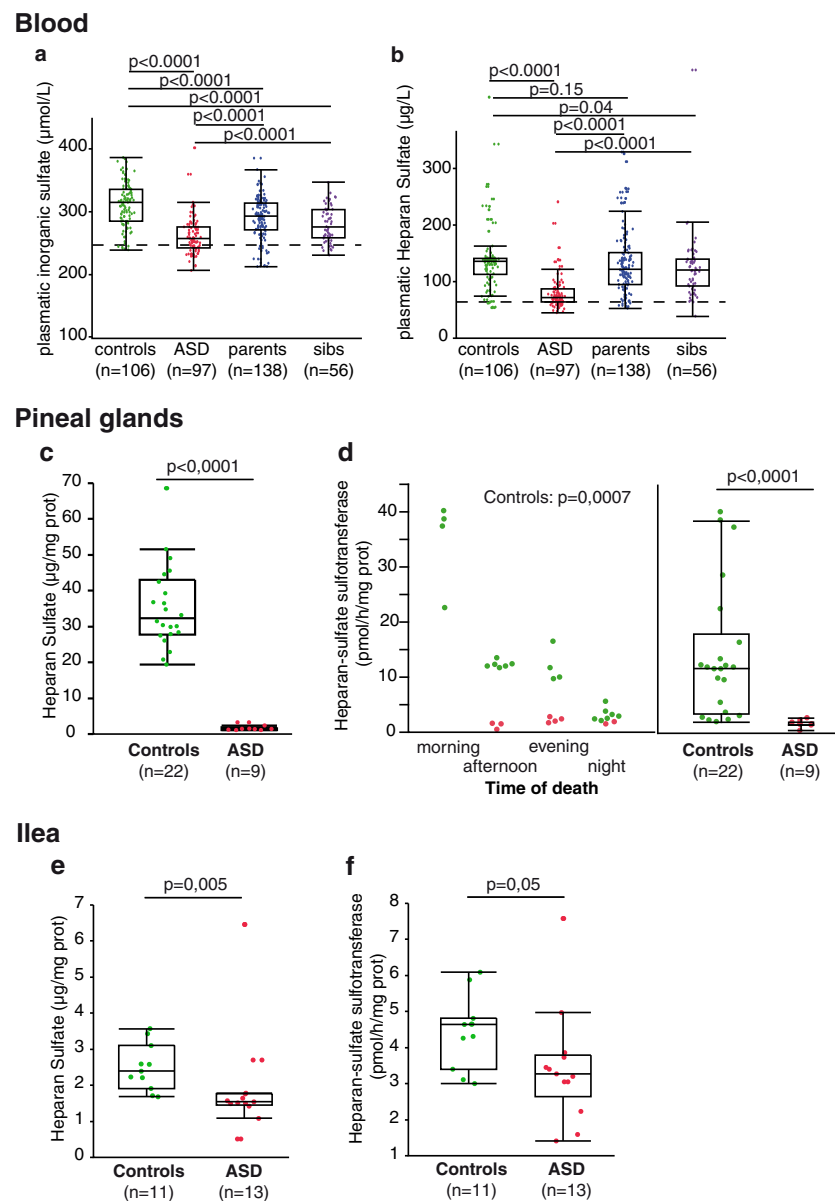 Blood
a
p<0.0001
p<0.0001
p<0.0001
p<0.0001
p<0.0001
plasmatic inorganic sulfate (µmol/L)
400
300
200
100
controls ASD parents sibs
(n=106) (n=97) (n=138) (n=56)
b
p<0.0001
p=0.15
p=0.04
p<0.0001
p<0.0001
plasmatic Heparan Sulfate (µg/L)
300
200
100
0
controls ASD parents sibs
(n=106) (n=97) (n=138) (n=56)
Pineal glands
c
p<0,0001
Heparan Sulfate (µg/mg prot)
70
60
50
40
30
20
10
0
Controls ASD
(n=22) (n=9)
d
Controls: p=0,0007
p<0,0001
Heparan-sulfate sulfotransferase
(pmol/h/mg prot)
40
30
20
10
0
morning evening
afternoon night
Time of death
Controls ASD
(n=22) (n=9)
Ilea
e
p=0,005
Heparan Sulfate (µg/mg prot)
7
6
5
4
3
2
1
0
Controls ASD
(n=11) (n=13)
f
p=0,05
Heparan-sulfate sulfotransferase
(pmol/h/mg prot)
8
7
6
5
4
3
2
1
Controls ASD
(n=11) (n=13)